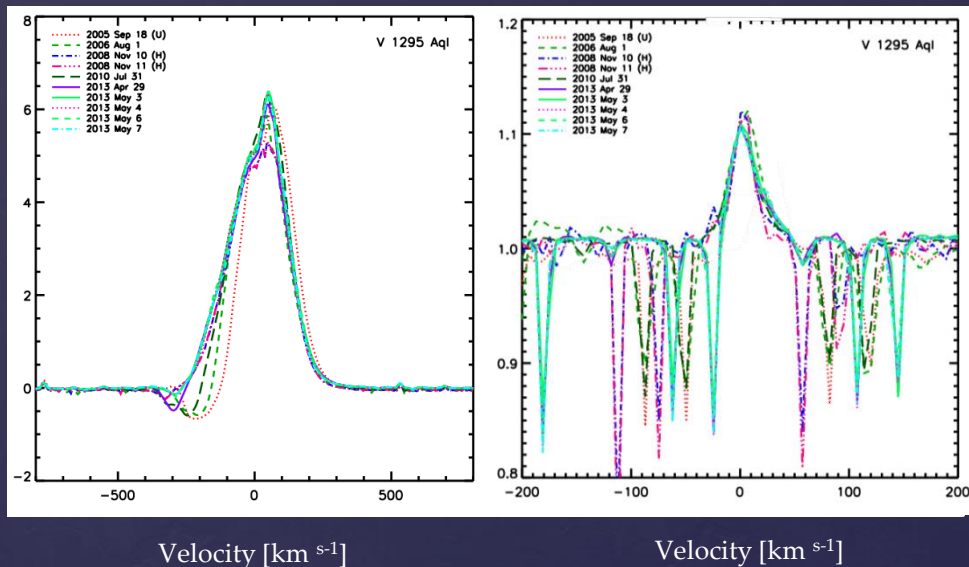 V 1295 Aql
2005 Sep 18 (U)
2006 Aug 1
2008 Nov 10 (H)
2008 Nov 11 (H)
2010 Jul 31
2013 Apr 29
2013 May 3
2013 May 4
2013 May 6
2013 May 7
8
6
4
2
0
-2
-500
0
500
V 1295 Aql
2005 Sep 18 (U)
2006 Aug 1
2008 Nov 10 (H)
2008 Nov 11 (H)
2010 Jul 31
2013 Apr 29
2013 May 3
2013 May 4
2013 May 6
2013 May 7
1.2
1.1
1.0
0.9
0.8
-200
-100
0
100
200
Velocity [km s-1]
Velocity [km s-1]